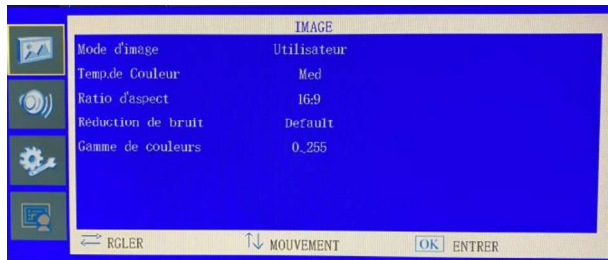 IMAGE
Mode d'image Utilisateur
Temp.de Couleur Med
Ratio d'aspect 16:9
Réduction de bruit Default
Gamme de couleurs 0~255
RGLER MOUVEMENT OK ENTRER